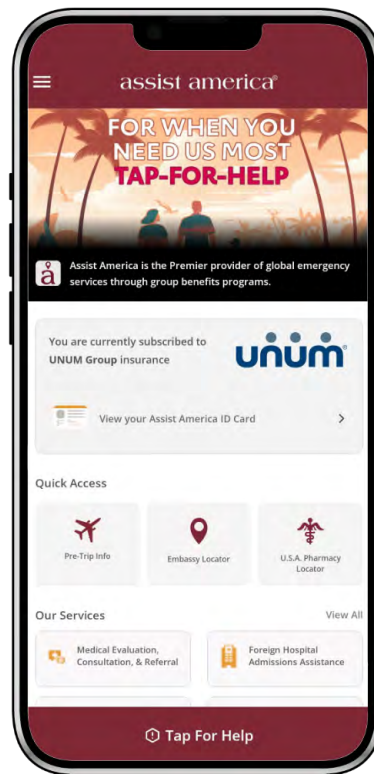 assist america®
FOR WHEN YOU
NEED US MOST
TAP-FOR-HELP
å
Assist America is the Premier provider of global emergency
services through group benefits programs.
You are currently subscribed to
UNUM Group insurance
unum®
View your Assist America ID Card
Quick Access
Pre-Trip Info
Embassy Locator
U.S.A. Pharmacy
Locator
Our Services
View All
Medical Evaluation,
Consultation, & Referral
Foreign Hospital
Admissions Assistance
Tap For Help